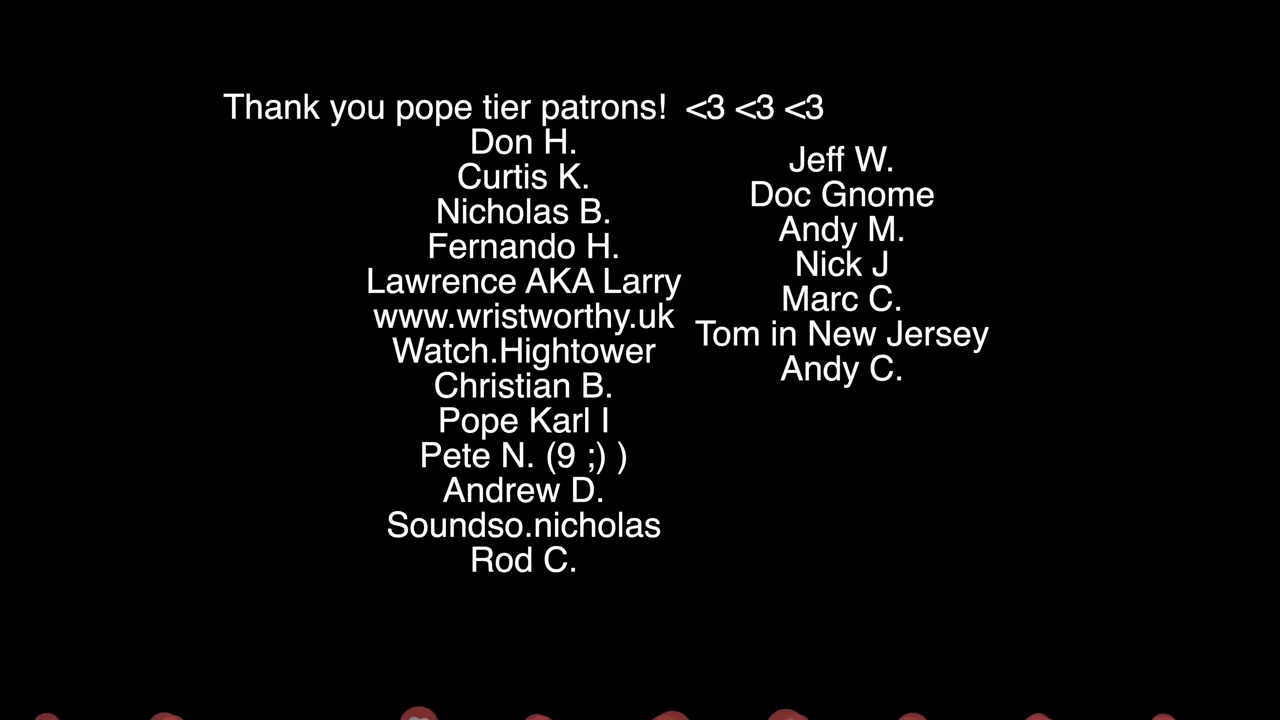 Thank you pope tier patrons!  <3 <3 <3
Don H.
Curtis K.
Nicholas B.
Fernando H.
Lawrence AKA Larry
www.wristworthy.uk
Watch.Hightower
Christian B.
Pope Karl I
Pete N. (9 ;) )
Andrew D.
Soundso.nicholas
Rod C.
Jeff W.
Doc Gnome
Andy M.
Nick J
Marc C.
Tom in New Jersey
Andy C.